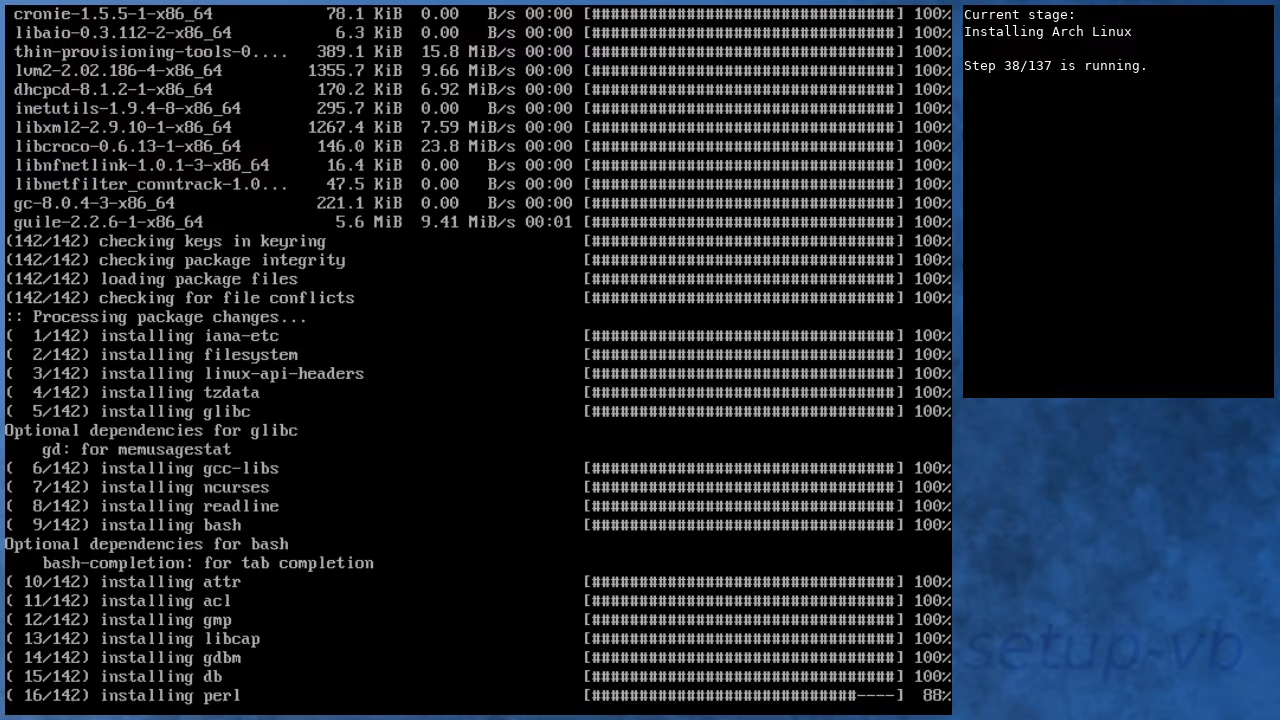 cronie-1.5.5-1-x86_64 78.1 KiB 0.00 B/s 00:00 [################################] 100%
libaio-0.3.112-2-x86_64 6.3 KiB 0.00 B/s 00:00 [################################] 100%
thin-provisioning-tools-0.... 389.1 KiB 15.8 MiB/s 00:00 [################################] 100%
lvm2-2.02.186-4-x86_64 1355.7 KiB 9.66 MiB/s 00:00 [################################] 100%
dhcpcd-8.1.2-1-x86_64 170.2 KiB 6.92 MiB/s 00:00 [################################] 100%
inetutils-1.9.4-8-x86_64 295.7 KiB 0.00 B/s 00:00 [################################] 100%
libxml2-2.9.10-1-x86_64 1267.4 KiB 7.59 MiB/s 00:00 [################################] 100%
libcroco-0.6.13-1-x86_64 146.0 KiB 23.8 MiB/s 00:00 [################################] 100%
libnfnetlink-1.0.1-3-x86_64 16.4 KiB 0.00 B/s 00:00 [################################] 100%
libnetfilter_conntrack-1.0... 47.5 KiB 0.00 B/s 00:00 [################################] 100%
gc-8.0.4-3-x86_64 221.1 KiB 0.00 B/s 00:00 [################################] 100%
guile-2.2.6-1-x86_64 5.6 MiB 9.41 MiB/s 00:01 [################################] 100%
(142/142) checking keys in keyring [################################] 100%
(142/142) checking package integrity [################################] 100%
(142/142) loading package files [################################] 100%
(142/142) checking for file conflicts [################################] 100%
:: Processing package changes...
( 1/142) installing iana-etc [################################] 100%
( 2/142) installing filesystem [################################] 100%
( 3/142) installing linux-api-headers [################################] 100%
( 4/142) installing tzdata [################################] 100%
( 5/142) installing glibc [################################] 100%
Optional dependencies for glibc
gd: for memusagestat
( 6/142) installing gcc-libs [################################] 100%
( 7/142) installing ncurses [################################] 100%
( 8/142) installing readline [################################] 100%
( 9/142) installing bash [################################] 100%
Optional dependencies for bash
bash-completion: for tab completion
( 10/142) installing attr [################################] 100%
( 11/142) installing acl [################################] 100%
( 12/142) installing gmp [################################] 100%
( 13/142) installing libcap [################################] 100%
( 14/142) installing gdbm [################################] 100%
( 15/142) installing db [################################] 100%
( 16/142) installing perl [############################----] 88%
Current stage:
Installing Arch Linux
Step 38/137 is running.
setup-vb